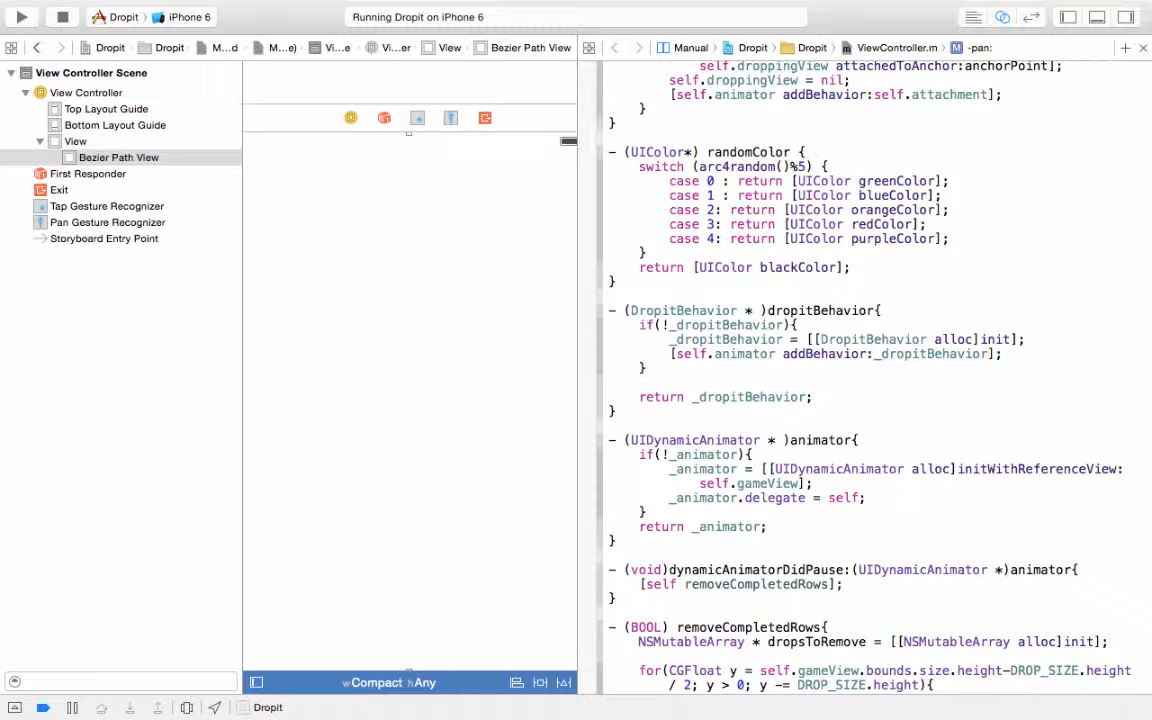 Dropit iPhone 6
Running Dropit on iPhone 6
Dropit Dropit M...d M...e) Vi...e Vi...er View Bezier Path View
Manual Dropit Dropit ViewController.m M -pan:
View Controller Scene
View Controller
Top Layout Guide
Bottom Layout Guide
View
Bezier Path View
First Responder
Exit
Tap Gesture Recognizer
Pan Gesture Recognizer
Storyboard Entry Point
wCompact hAny
Dropit
self.droppingView attachedToAnchor:anchorPoint];
self.droppingView = nil;
[self.animator addBehavior:self.attachment];
}
}
- (UIColor*) randomColor {
switch (arc4random()%5) {
case 0 : return [UIColor greenColor];
case 1 : return [UIColor blueColor];
case 2: return [UIColor orangeColor];
case 3: return [UIColor redColor];
case 4: return [UIColor purpleColor];
}
return [UIColor blackColor];
}
- (DropitBehavior * )dropitBehavior{
if(!_dropitBehavior){
_dropitBehavior = [[DropitBehavior alloc]init];
[self.animator addBehavior:_dropitBehavior];
}
return _dropitBehavior;
}
- (UIDynamicAnimator * )animator{
if(!_animator){
_animator = [[UIDynamicAnimator alloc]initWithReferenceView:
self.gameView];
_animator.delegate = self;
}
return _animator;
}
- (void)dynamicAnimatorDidPause:(UIDynamicAnimator *)animator{
[self removeCompletedRows];
}
- (BOOL) removeCompletedRows{
NSMutableArray * dropsToRemove = [[NSMutableArray alloc]init];
for(CGFloat y = self.gameView.bounds.size.height-DROP_SIZE.height
/ 2; y > 0; y -= DROP_SIZE.height){